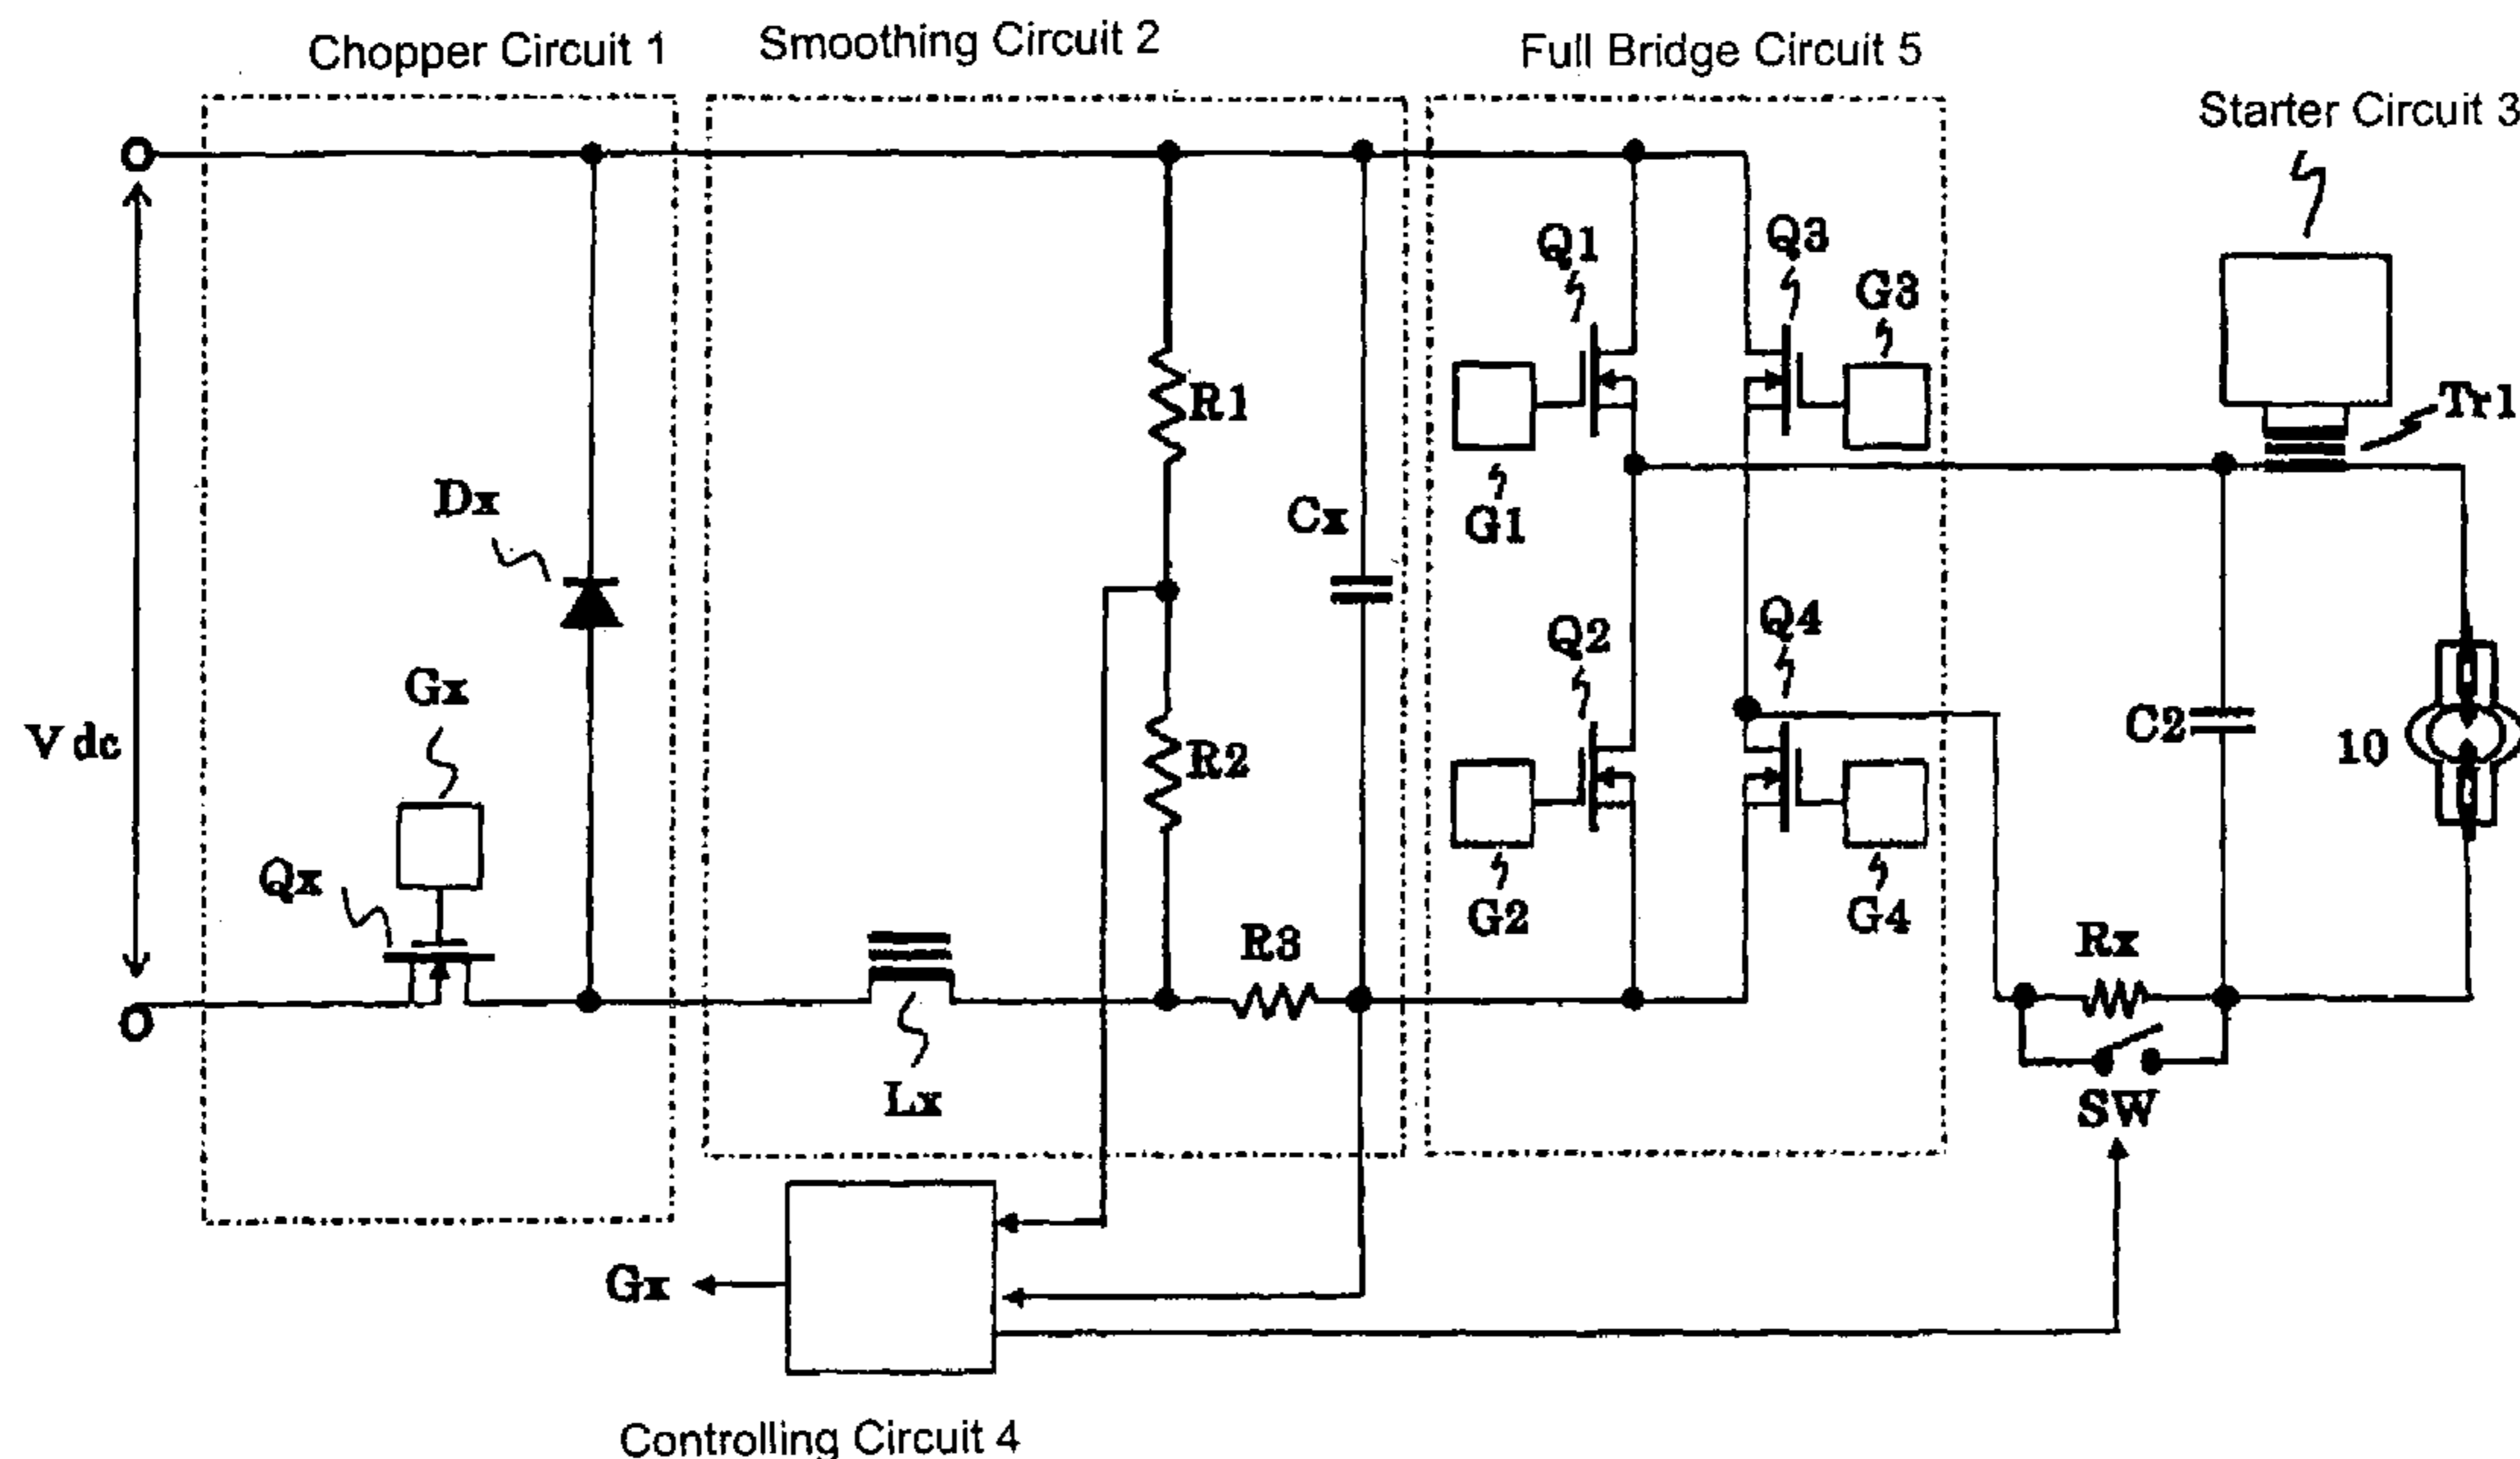 Chopper Circuit 1
Smoothing Circuit 2
Full Bridge Circuit 5
Starter Circuit 3
Q1
Q3
G3
Tr1
R1
Dx
Cx
G1
Q2
Q4
Gx
Vdc
R2
C2
10
Qx
G2
G4
R3
Rx
Lx
SW
Gx
Controlling Circuit 4